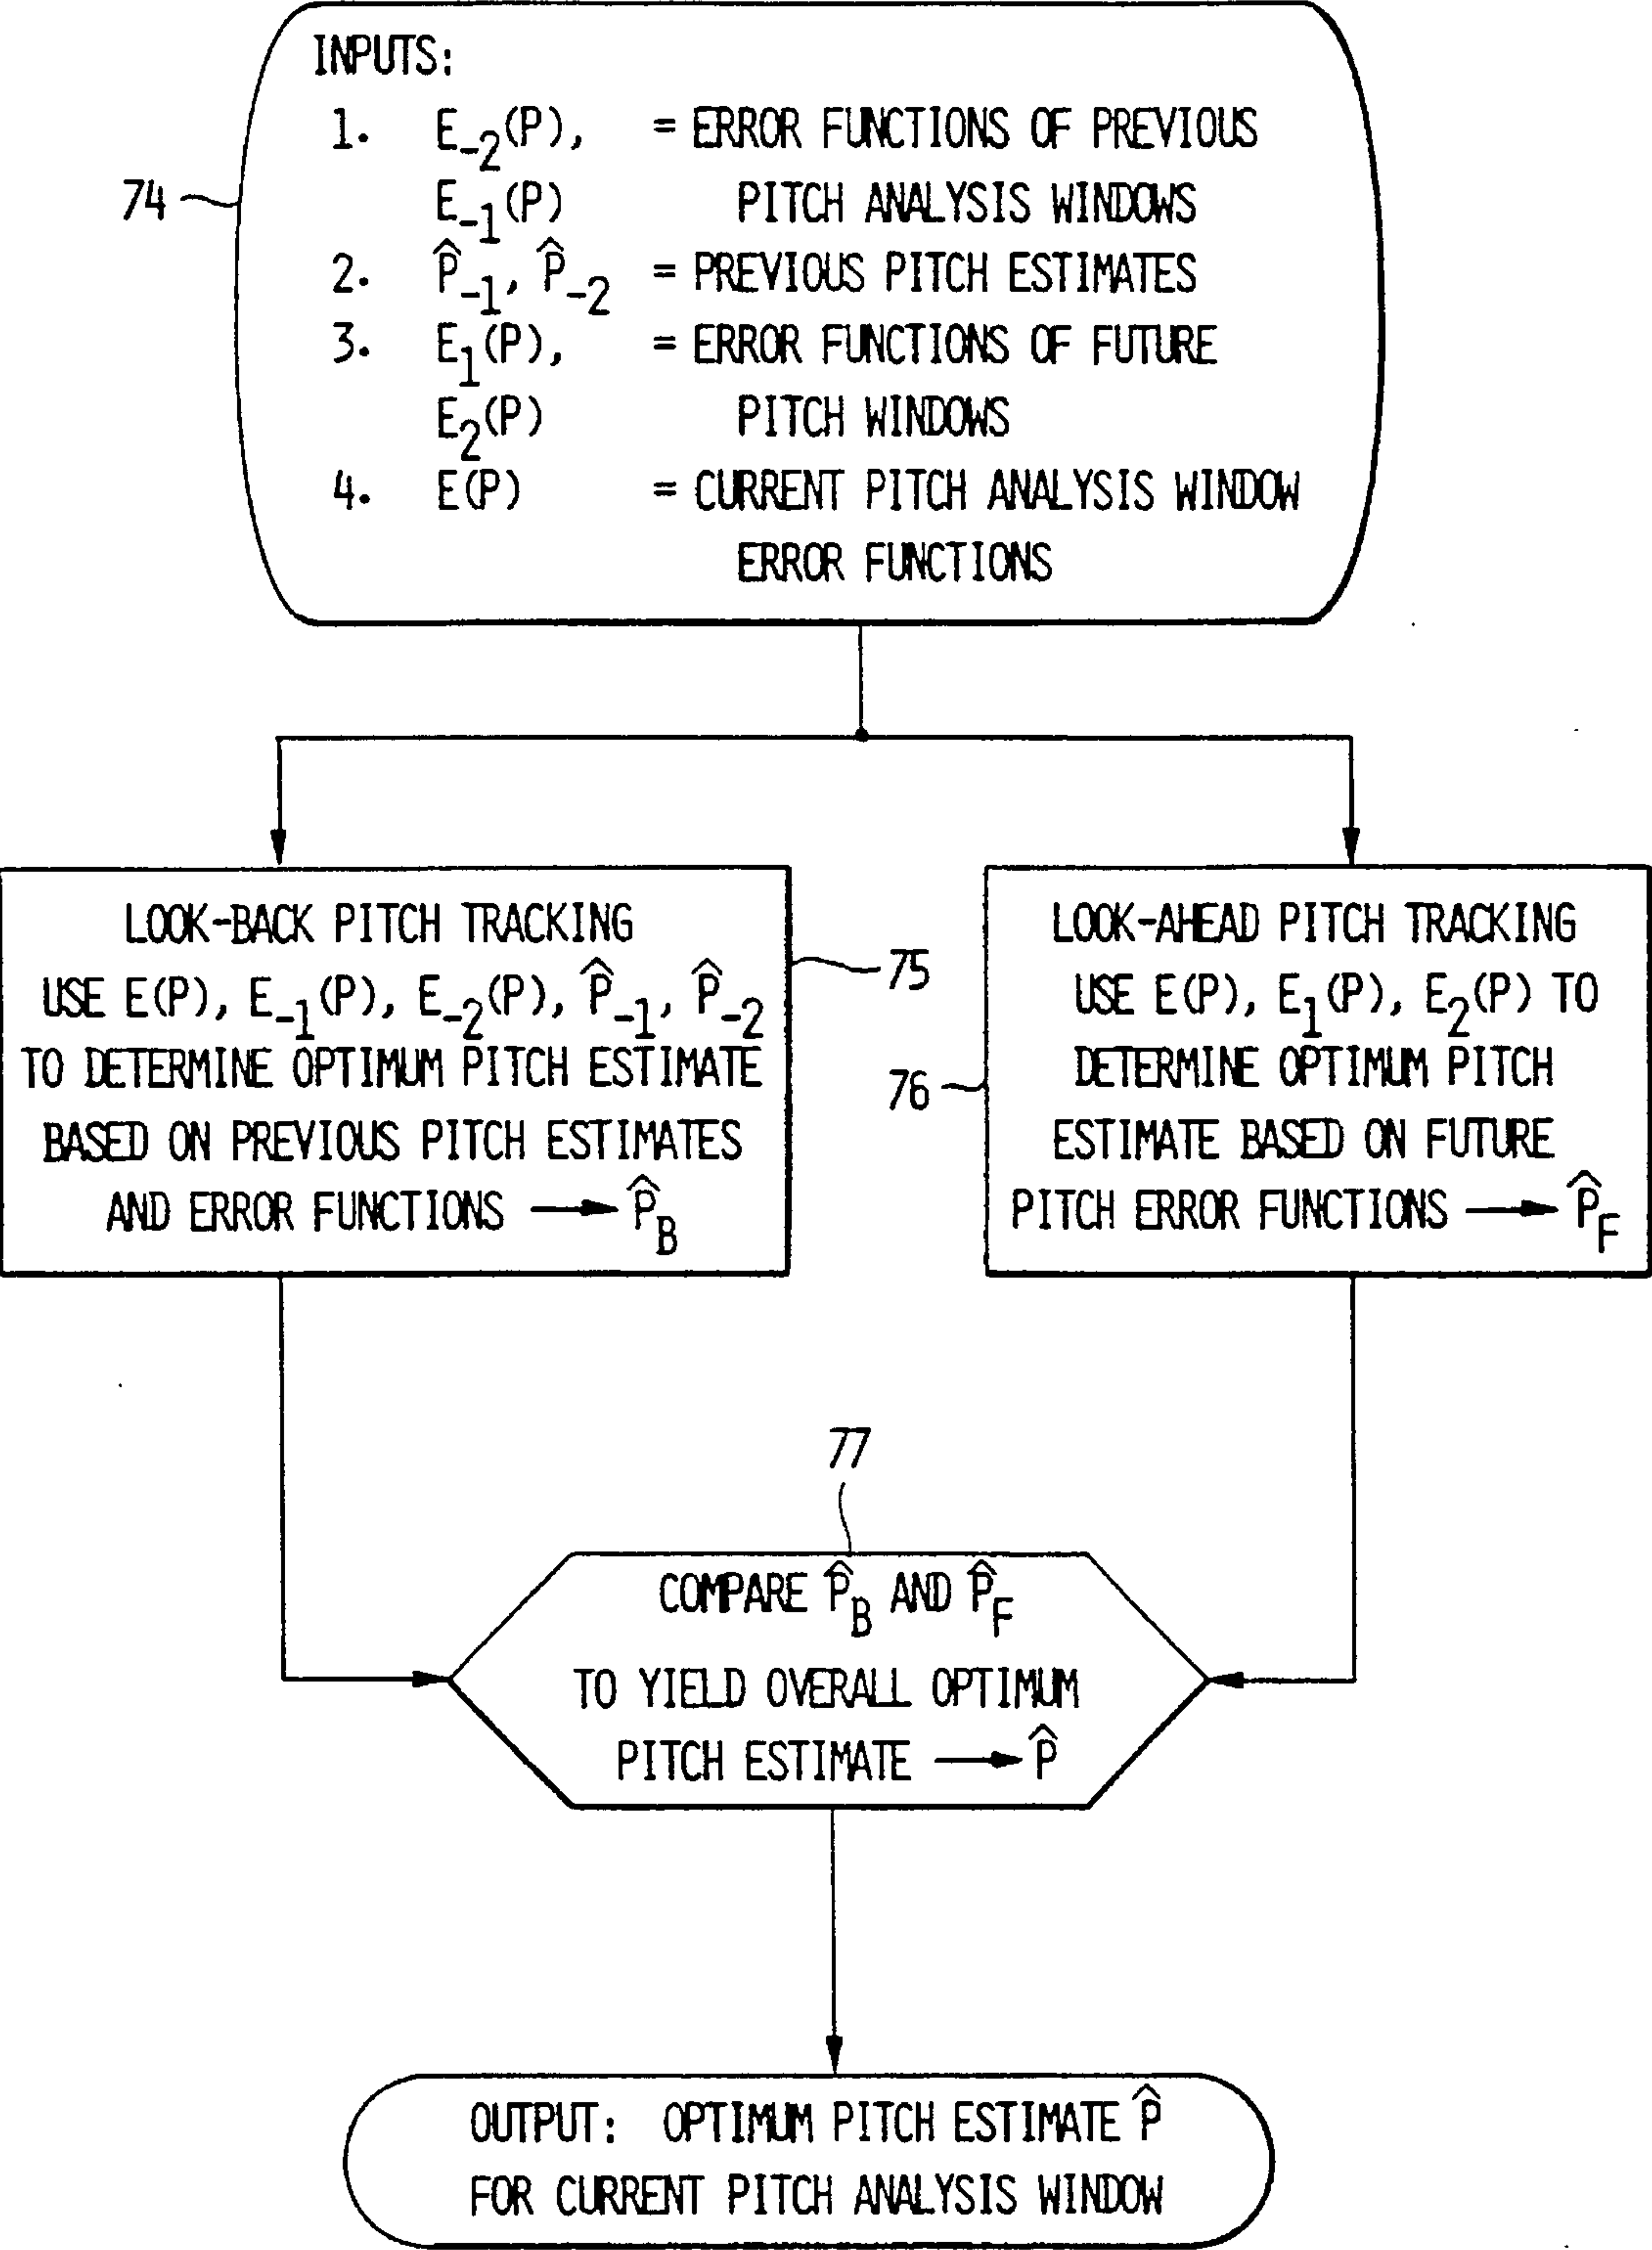 INPUTS:
1. E₋₂(P), = ERROR FUNCTIONS OF PREVIOUS
74 E₋₁(P) PITCH ANALYSIS WINDOWS
2. P̂₋₁, P̂₋₂ = PREVIOUS PITCH ESTIMATES
3. E₁(P), = ERROR FUNCTIONS OF FUTURE
E₂(P) PITCH WINDOWS
4. E(P) = CURRENT PITCH ANALYSIS WINDOW
ERROR FUNCTIONS
LOOK-BACK PITCH TRACKING
USE E(P), E₋₁(P), E₋₂(P), P̂₋₁, P̂₋₂
TO DETERMINE OPTIMUM PITCH ESTIMATE
BASED ON PREVIOUS PITCH ESTIMATES
AND ERROR FUNCTIONS → P̂_B
75
LOOK-AHEAD PITCH TRACKING
USE E(P), E₁(P), E₂(P) TO
DETERMINE OPTIMUM PITCH
ESTIMATE BASED ON FUTURE
PITCH ERROR FUNCTIONS → P̂_F
76
77
COMPARE P̂_B AND P̂_F
TO YIELD OVERALL OPTIMUM
PITCH ESTIMATE → P̂
OUTPUT: OPTIMUM PITCH ESTIMATE P̂
FOR CURRENT PITCH ANALYSIS WINDOW